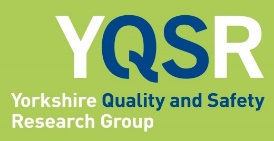 YQSR
Yorkshire Quality and Safety
Research Group